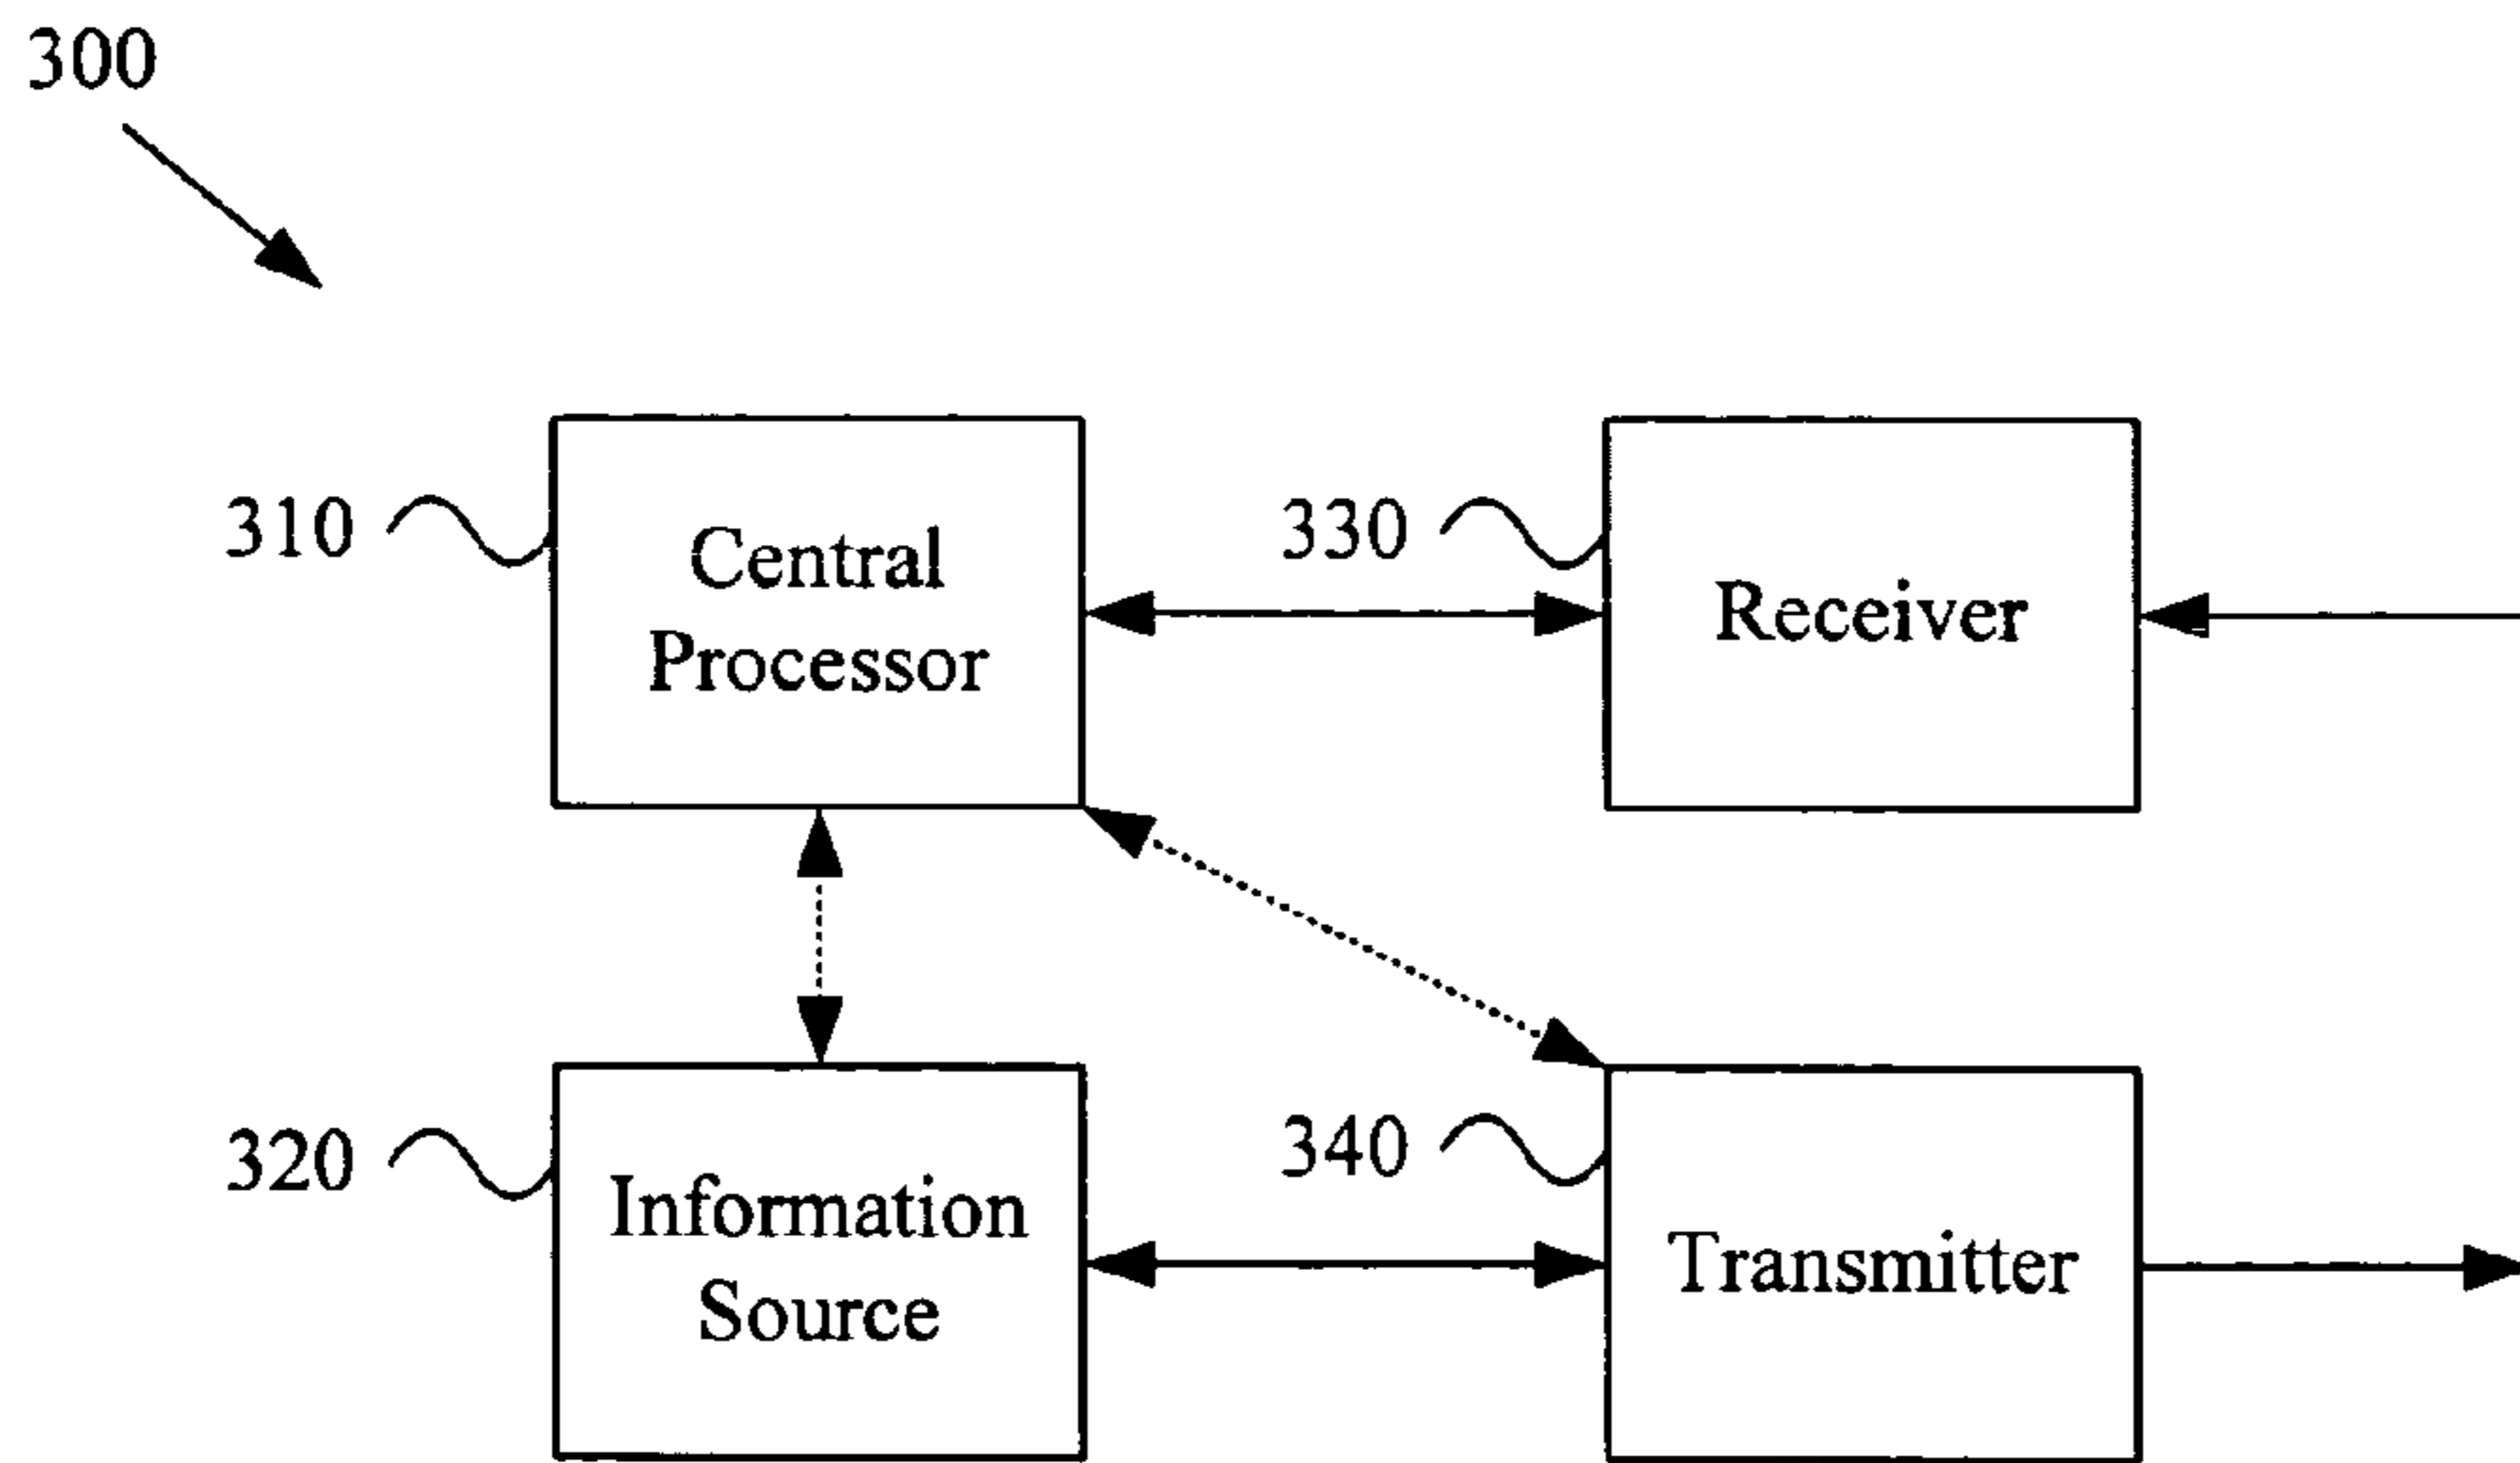 300
310
Central
Processor
330
Receiver
320
Information
Source
340
Transmitter